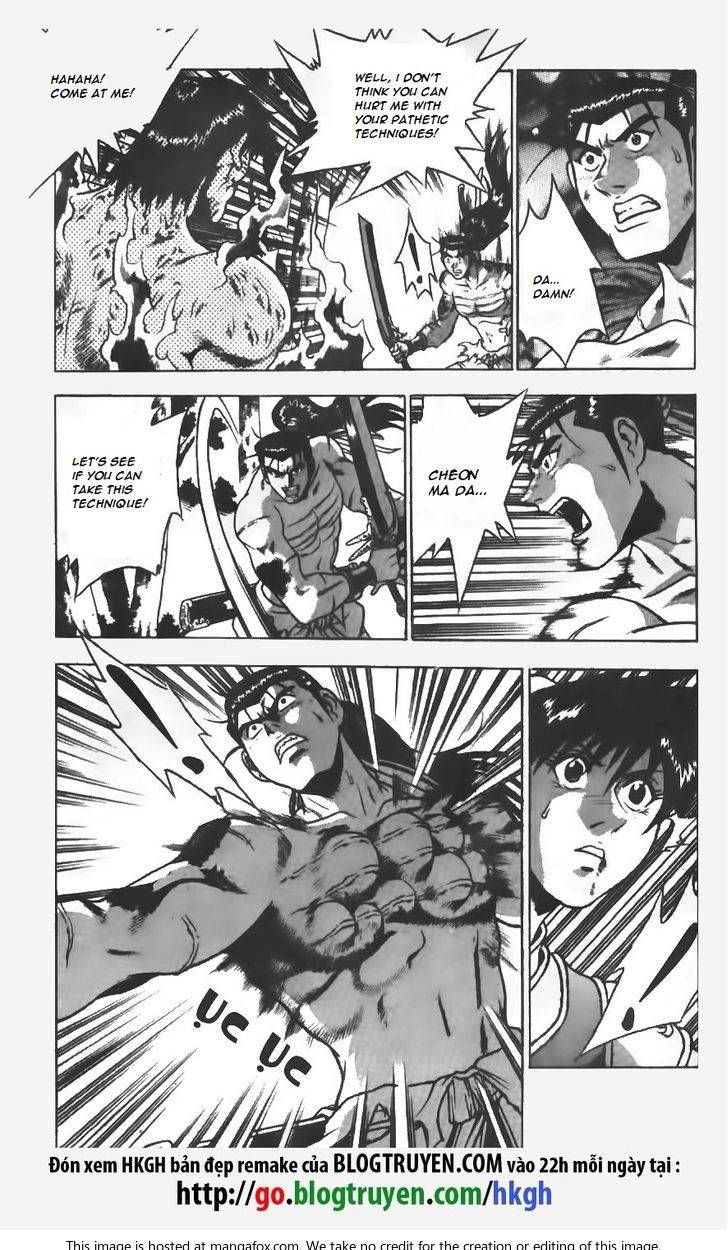 HAHAHA!
COME AT ME!
WELL, I DON'T
THINK YOU CAN
HURT ME WITH
YOUR PATHETIC
TECHNIQUES!
!
DA...
DAMN!
LET'S SEE
IF YOU CAN
TAKE THIS
TECHNIQUE!
CHEON
MA DA...
!
ỤC ỤC
!
Đón xem HKGH bản đẹp remake của BLOGTRUYEN.COM vào 22h mỗi ngày tại :
http://go.blogtruyen.com/hkgh
This image is hosted at mangafox.com. We take no credit for the creation or editing of this image.